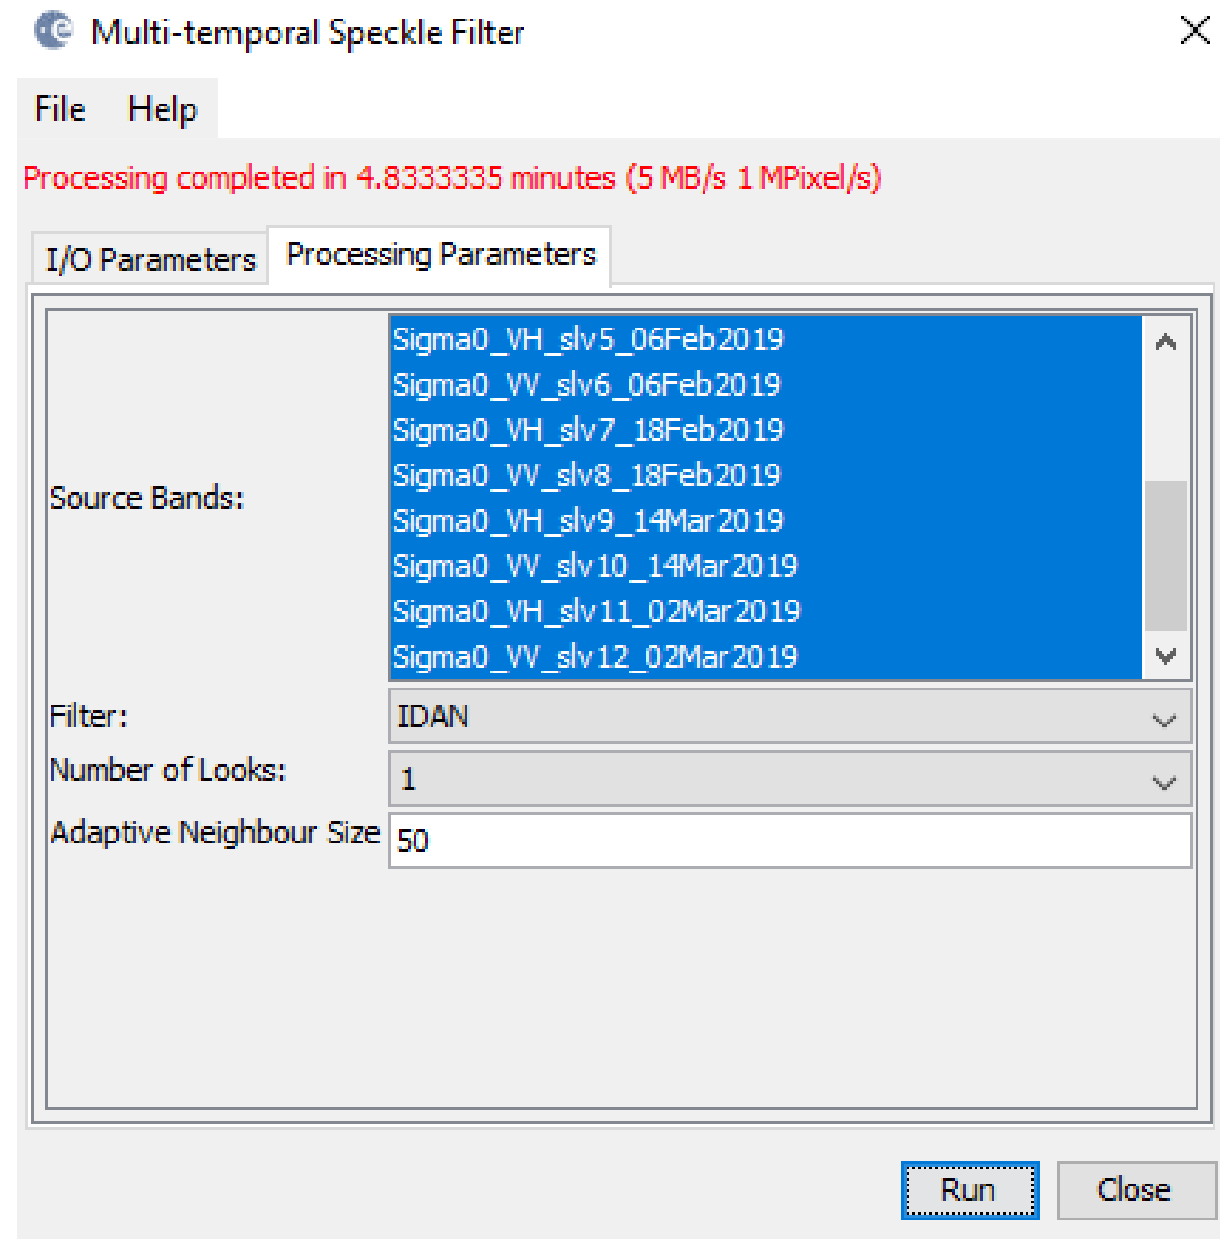 Multi-temporal Speckle Filter
File Help
Processing completed in 4.8333335 minutes (5 MB/s 1 MPixel/s)
I/O Parameters Processing Parameters
Source Bands:
Sigma0_VH_slv5_06Feb2019
Sigma0_VV_slv6_06Feb2019
Sigma0_VH_slv7_18Feb2019
Sigma0_VV_slv8_18Feb2019
Sigma0_VH_slv9_14Mar2019
Sigma0_VV_slv10_14Mar2019
Sigma0_VH_slv11_02Mar2019
Sigma0_VV_slv12_02Mar2019
Filter: IDAN
Number of Looks: 1
Adaptive Neighbour Size 50
Run Close